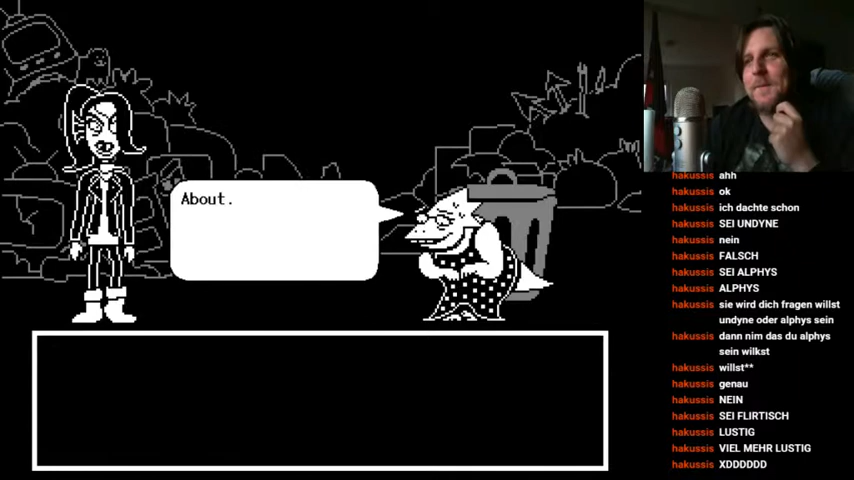 About.
ahh
hakussis ok
hakussis ich dachte schon
hakussis SEI UNDYNE
hakussis nein
hakussis FALSCH
hakussis SEI ALPHYS
hakussis ALPHYS
hakussis sie wird dich fragen willst
undyne oder alphys sein
hakussis dann nim das du alphys
sein wilkst
hakussis willst**
hakussis genau
hakussis NEIN
hakussis SEI FLIRTISCH
hakussis LUSTIG
hakussis VIEL MEHR LUSTIG
hakussis XDDDDDD